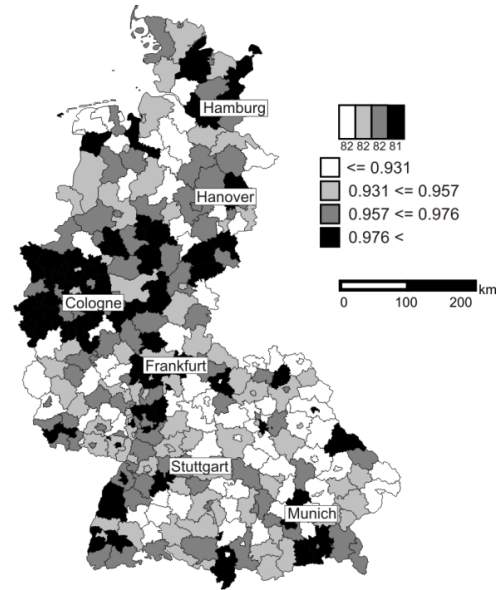 Hamburg
82 82 82 81
<= 0.931
0.931 <= 0.957
0.957 <= 0.976
0.976 <
Hanover
km
0 100 200
Cologne
Frankfurt
Stuttgart
Munich